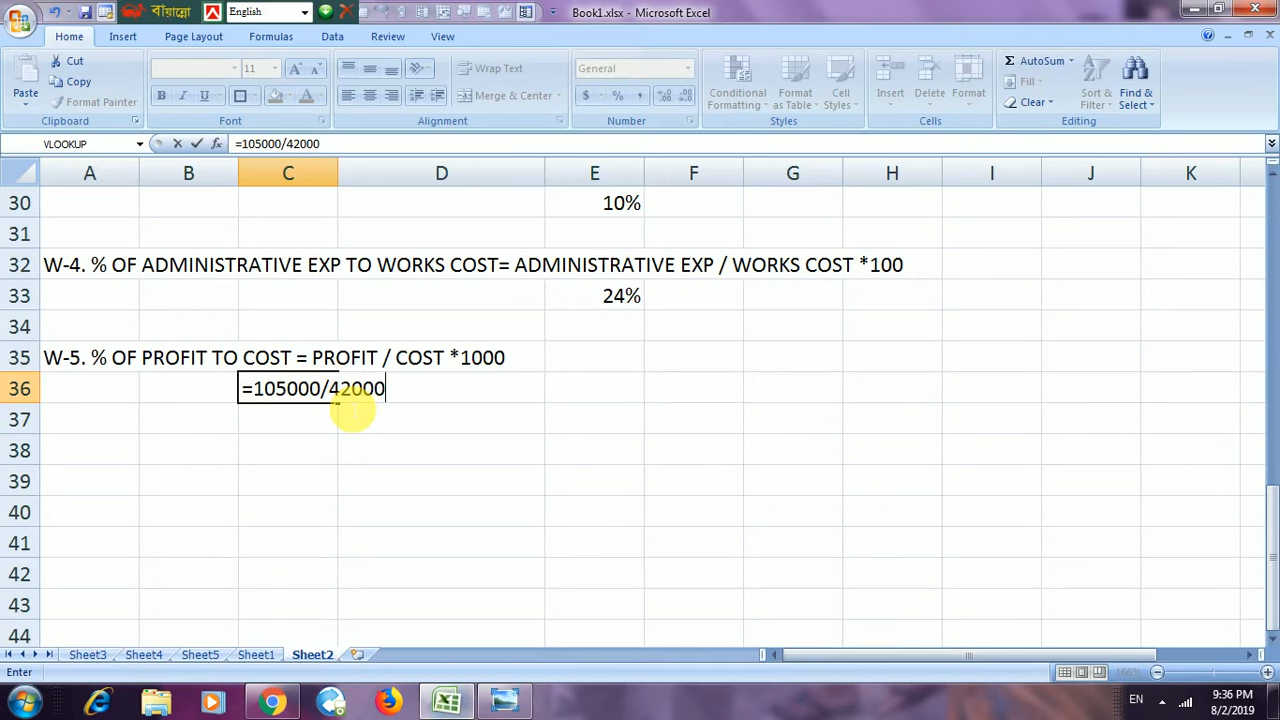 বায়ান্নো
English
Book1.xlsx - Microsoft Excel
Home
Insert
Page Layout
Formulas
Data
Review
View
Paste
Cut
Copy
Format Painter
Clipboard
11
B I U
A A
Font
Wrap Text
Merge & Center
Alignment
General
$ % ,
Number
Conditional Formatting
Format as Table
Cell Styles
Styles
Insert
Delete
Format
Cells
AutoSum
Fill
Clear
Sort & Filter
Find & Select
Editing
VLOOKUP
fx
=105000/42000
A B C D E F G H I J K
30 10%
31
32 W-4. % OF ADMINISTRATIVE EXP TO WORKS COST= ADMINISTRATIVE EXP / WORKS COST *100
33 24%
34
35 W-5. % OF PROFIT TO COST = PROFIT / COST *1000
36 =105000/42000
37
38
39
40
41
42
43
44
Sheet3 Sheet4 Sheet5 Sheet1 Sheet2
Enter
166%
EN
9:36 PM
8/2/2019